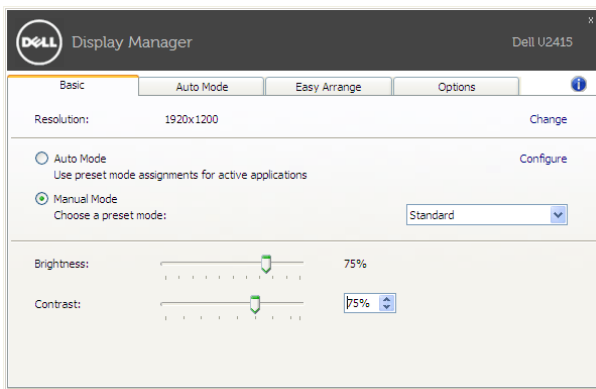 DELL Display Manager Dell U2415
x
Basic Auto Mode Easy Arrange Options i
Resolution: 1920x1200 Change
Auto Mode Configure
Use preset mode assignments for active applications
Manual Mode
Choose a preset mode: Standard
Brightness: 75%
Contrast: 75%